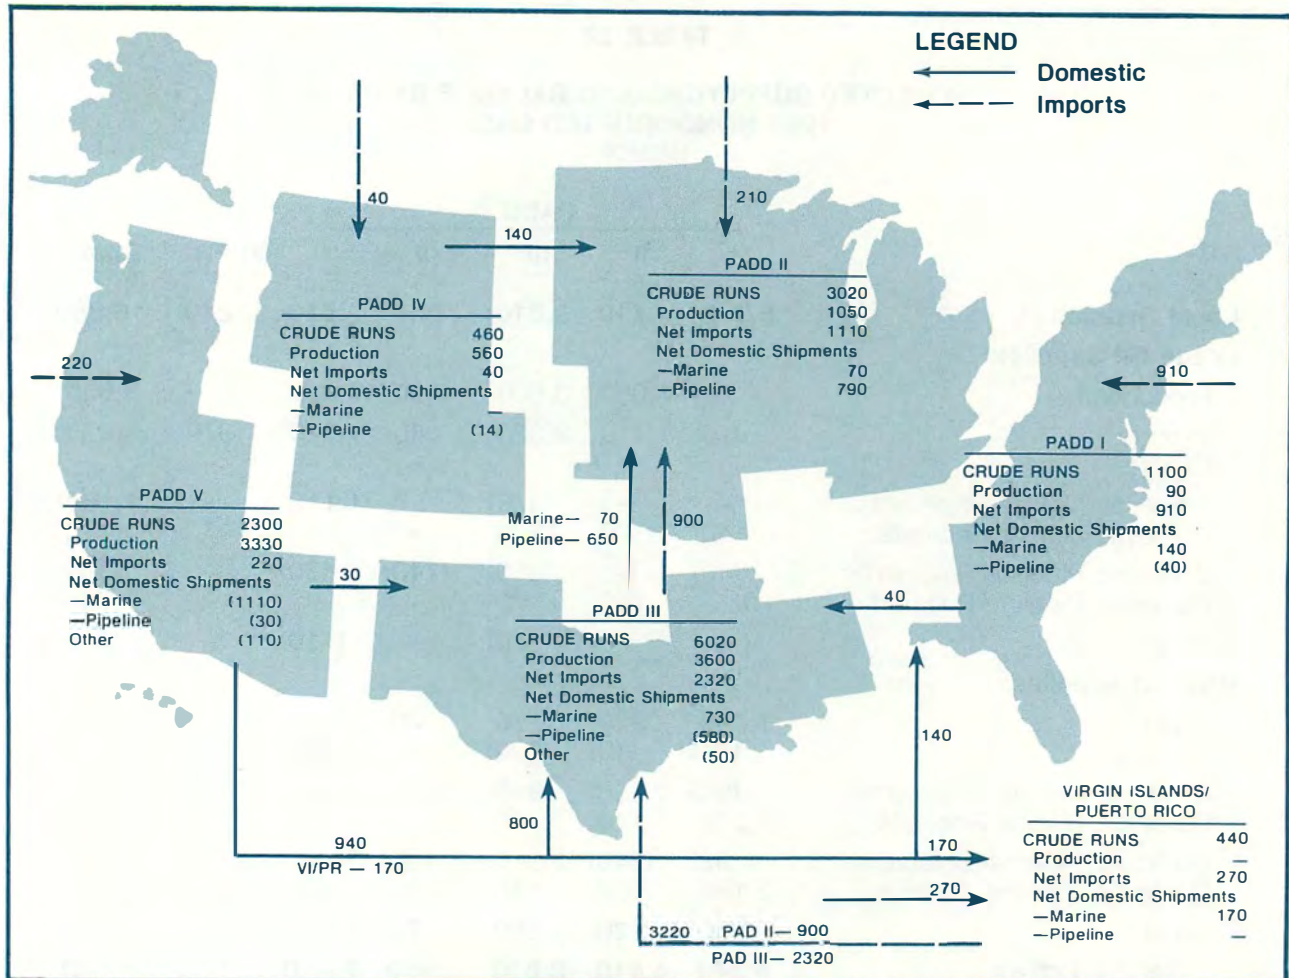 LEGEND
Domestic
Imports
40
140
210
220
910
PADD IV
CRUDE RUNS 460
Production 560
Net Imports 40
Net Domestic Shipments
—Marine —
—Pipeline (14)
PADD II
CRUDE RUNS 3020
Production 1050
Net Imports 1110
Net Domestic Shipments
—Marine 70
—Pipeline 790
PADD I
CRUDE RUNS 1100
Production 90
Net Imports 910
Net Domestic Shipments
—Marine 140
—Pipeline (40)
PADD V
CRUDE RUNS 2300
Production 3330
Net Imports 220
Net Domestic Shipments
—Marine (1110)
—Pipeline (30)
Other (110)
Marine— 70
Pipeline— 650
900
30
40
PADD III
CRUDE RUNS 6020
Production 3600
Net Imports 2320
Net Domestic Shipments
—Marine 730
—Pipeline (580)
Other (50)
140
800
940
VI/PR — 170
170
270
3220 PAD II— 900
PAD III— 2320
VIRGIN ISLANDS/
PUERTO RICO
CRUDE RUNS 440
Production —
Net Imports 270
Net Domestic Shipments
—Marine 170
—Pipeline —